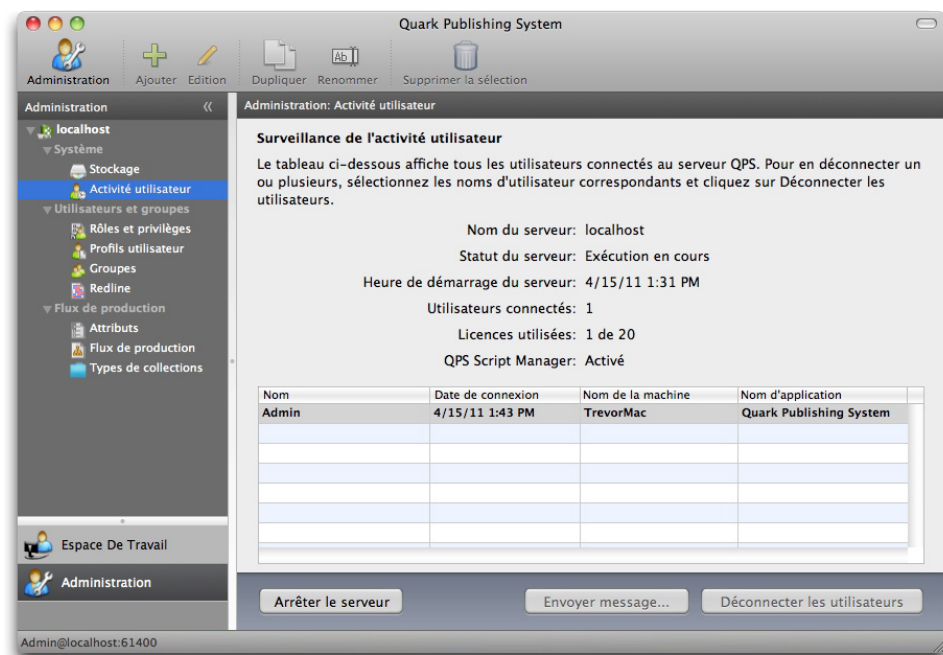 Quark Publishing System
Administration
Ajouter
Edition
Dupliquer
Ab
Renommer
Supprimer la sélection
Administration
Administration: Activité utilisateur
localhost
Système
Stockage
Activité utilisateur
Utilisateurs et groupes
Rôles et privilèges
Profils utilisateur
Groupes
Redline
Flux de production
Attributs
Flux de production
Types de collections
Espace De Travail
Administration
Surveillance de l'activité utilisateur
Le tableau ci-dessous affiche tous les utilisateurs connectés au serveur QPS. Pour en déconnecter un
ou plusieurs, sélectionnez les noms d'utilisateur correspondants et cliquez sur Déconnecter les
utilisateurs.
Nom du serveur: localhost
Statut du serveur: Exécution en cours
Heure de démarrage du serveur: 4/15/11 1:31 PM
Utilisateurs connectés: 1
Licences utilisées: 1 de 20
QPS Script Manager: Activé
Nom Date de connexion Nom de la machine Nom d'application
Admin 4/15/11 1:43 PM TrevorMac Quark Publishing System
Arrêter le serveur
Envoyer message...
Déconnecter les utilisateurs
Admin@localhost:61400